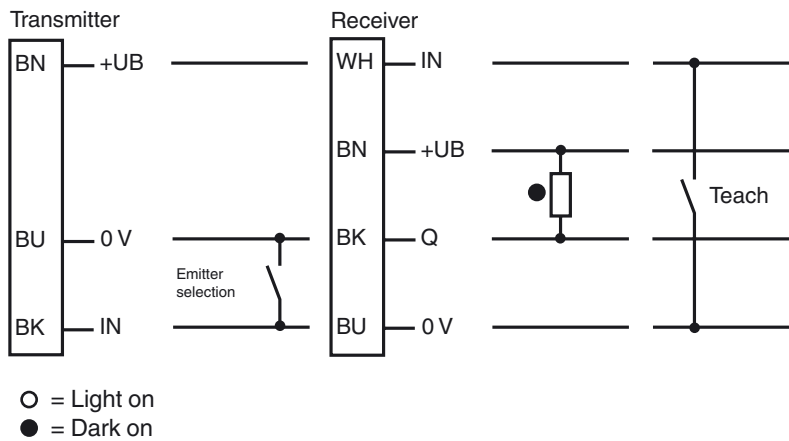 Transmitter
BN +UB
BU 0 V
BK IN
Emitter
selection
Receiver
WH IN
BN +UB
BK Q
BU 0 V
Teach
= Light on
= Dark on